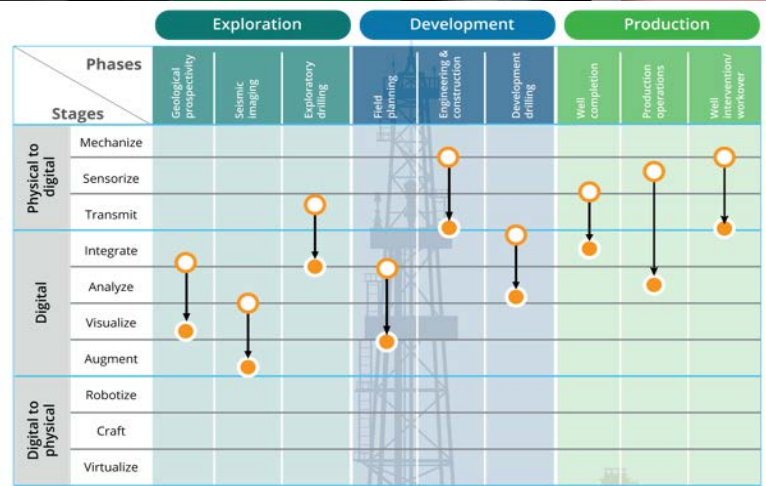 Exploration
Development
Production
Phases
Stages
Geological
prospectivity
Seismic
imaging
Exploratory
drilling
Field
planning
Engineering &
construction
Development
drilling
Well
completion
Production
operations
Well
intervention/
workover
Physical to
digital
Mechanize
Sensorize
Transmit
Digital
Integrate
Analyze
Visualize
Augment
Digital to
physical
Robotize
Craft
Virtualize